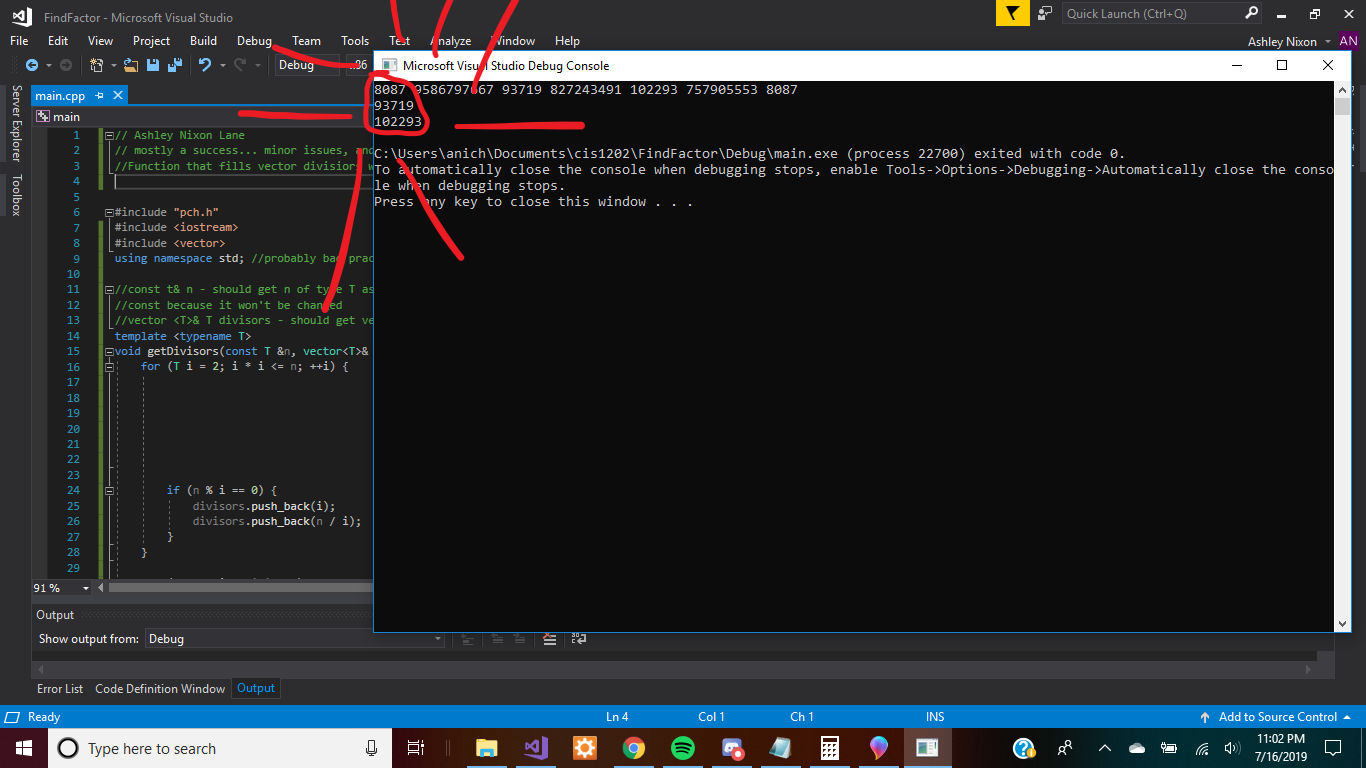 FindFactor - Microsoft Visual Studio
Quick Launch (Ctrl+Q)
File Edit View Project Build Debug Team Tools Test Analyze Window Help
Ashley Nixon AN
Debug x86
Microsoft Visual Studio Debug Console
8087 9586797667 93719 827243491 102293 757905553 8087
93719
102293
C:\Users\anich\Documents\cis1202\FindFactor\Debug\main.exe (process 22700) exited with code 0.
To automatically close the console when debugging stops, enable Tools->Options->Debugging->Automatically close the conso
le when debugging stops.
Press any key to close this window . . .
Server Explorer
Toolbox
main.cpp
main
1 // Ashley Nixon Lane
2 // mostly a success... minor issues, and
3 //Function that fills vector divisiors w
4
5
6 #include "pch.h"
7 #include <iostream>
8 #include <vector>
9 using namespace std; //probably bad prac
10
11 //const t& n - should get n of type T as
12 //const because it won't be changed
13 //vector <T>& T divisors - should get ve
14 template <typename T>
15 void getDivisors(const T &n, vector<T>&
16 for (T i = 2; i * i <= n; ++i) {
17
18
19
20
21
22
23
24 if (n % i == 0) {
25 divisors.push_back(i);
26 divisors.push_back(n / i);
27 }
28 }
29
91 %
Output
Show output from: Debug
Error List Code Definition Window Output
Ready Ln 4 Col 1 Ch 1 INS Add to Source Control
Type here to search
11:02 PM
7/16/2019